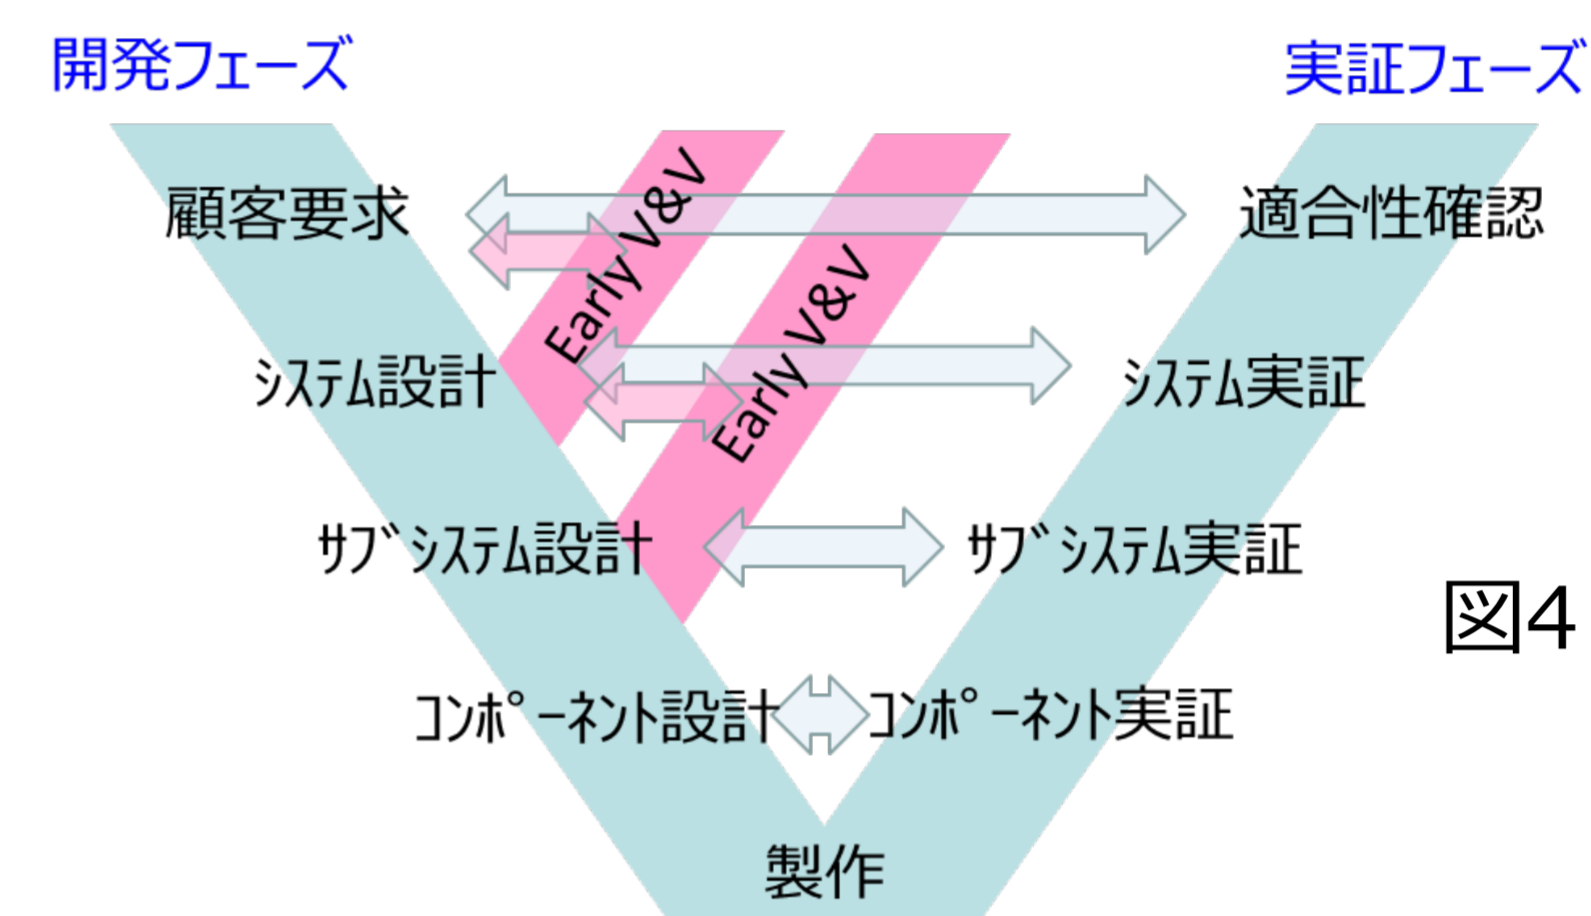 開発フェーズ
実証フェーズ
顧客要求
Early V&V
適合性確認
ｼｽﾃﾑ設計
Early V&V
ｼｽﾃﾑ実証
ｻﾌﾞｼｽﾃﾑ設計
ｻﾌﾞｼｽﾃﾑ実証
図4
ｺﾝﾎﾟｰﾈﾝﾄ設計
ｺﾝﾎﾟｰﾈﾝﾄ実証
製作